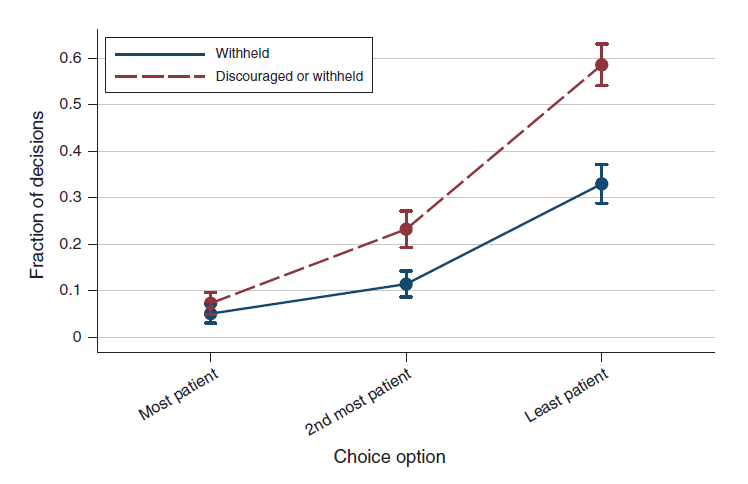 Withheld
Discouraged or withheld
Fraction of decisions
0.6
0.5
0.4
0.3
0.2
0.1
0
Most patient
2nd most patient
Least patient
Choice option